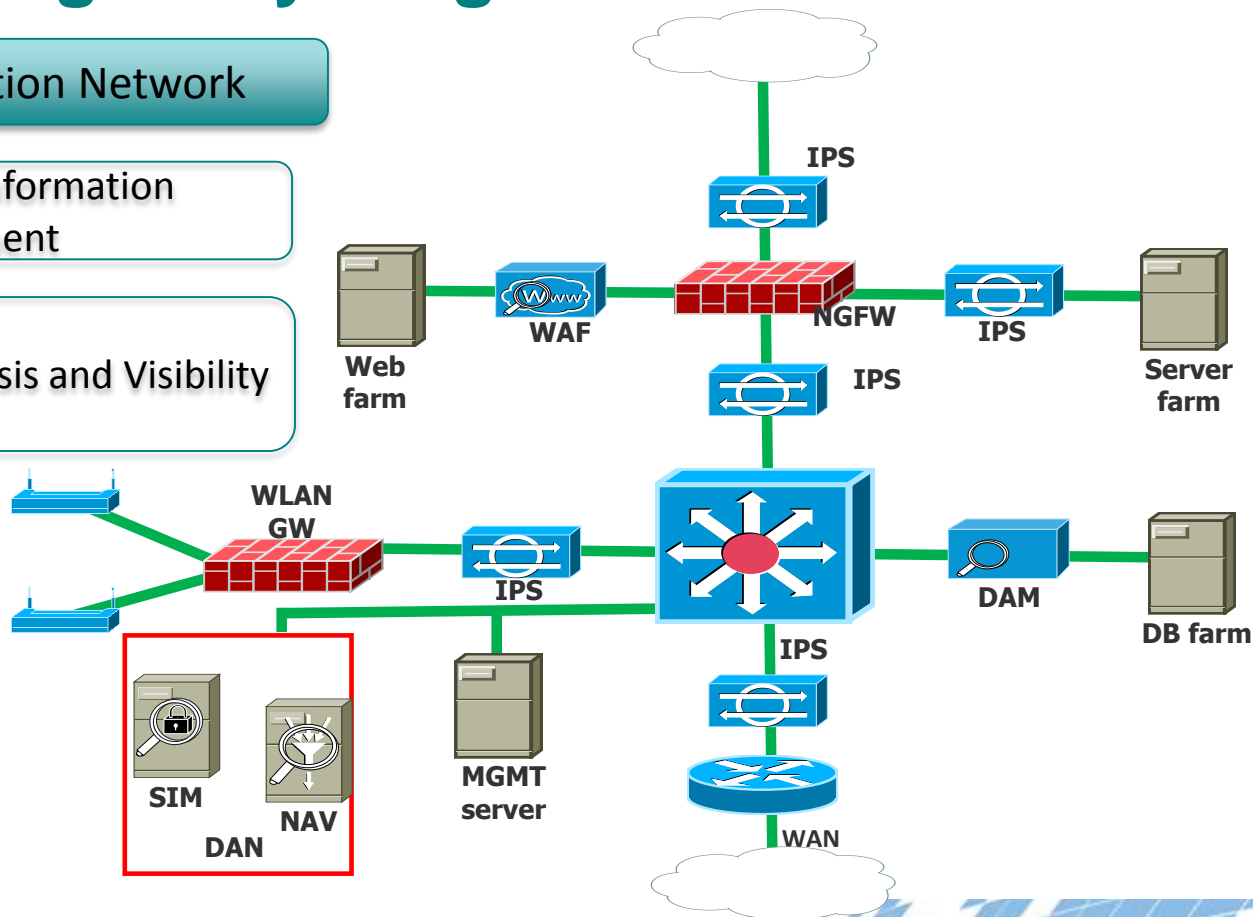 tion Network
formation
ent
sis and Visibility
IPS
WAF
NGFW
IPS
Web
farm
Server
farm
IPS
WLAN
GW
IPS
DAM
DB farm
IPS
SIM
NAV
DAN
MGMT
server
WAN
Www